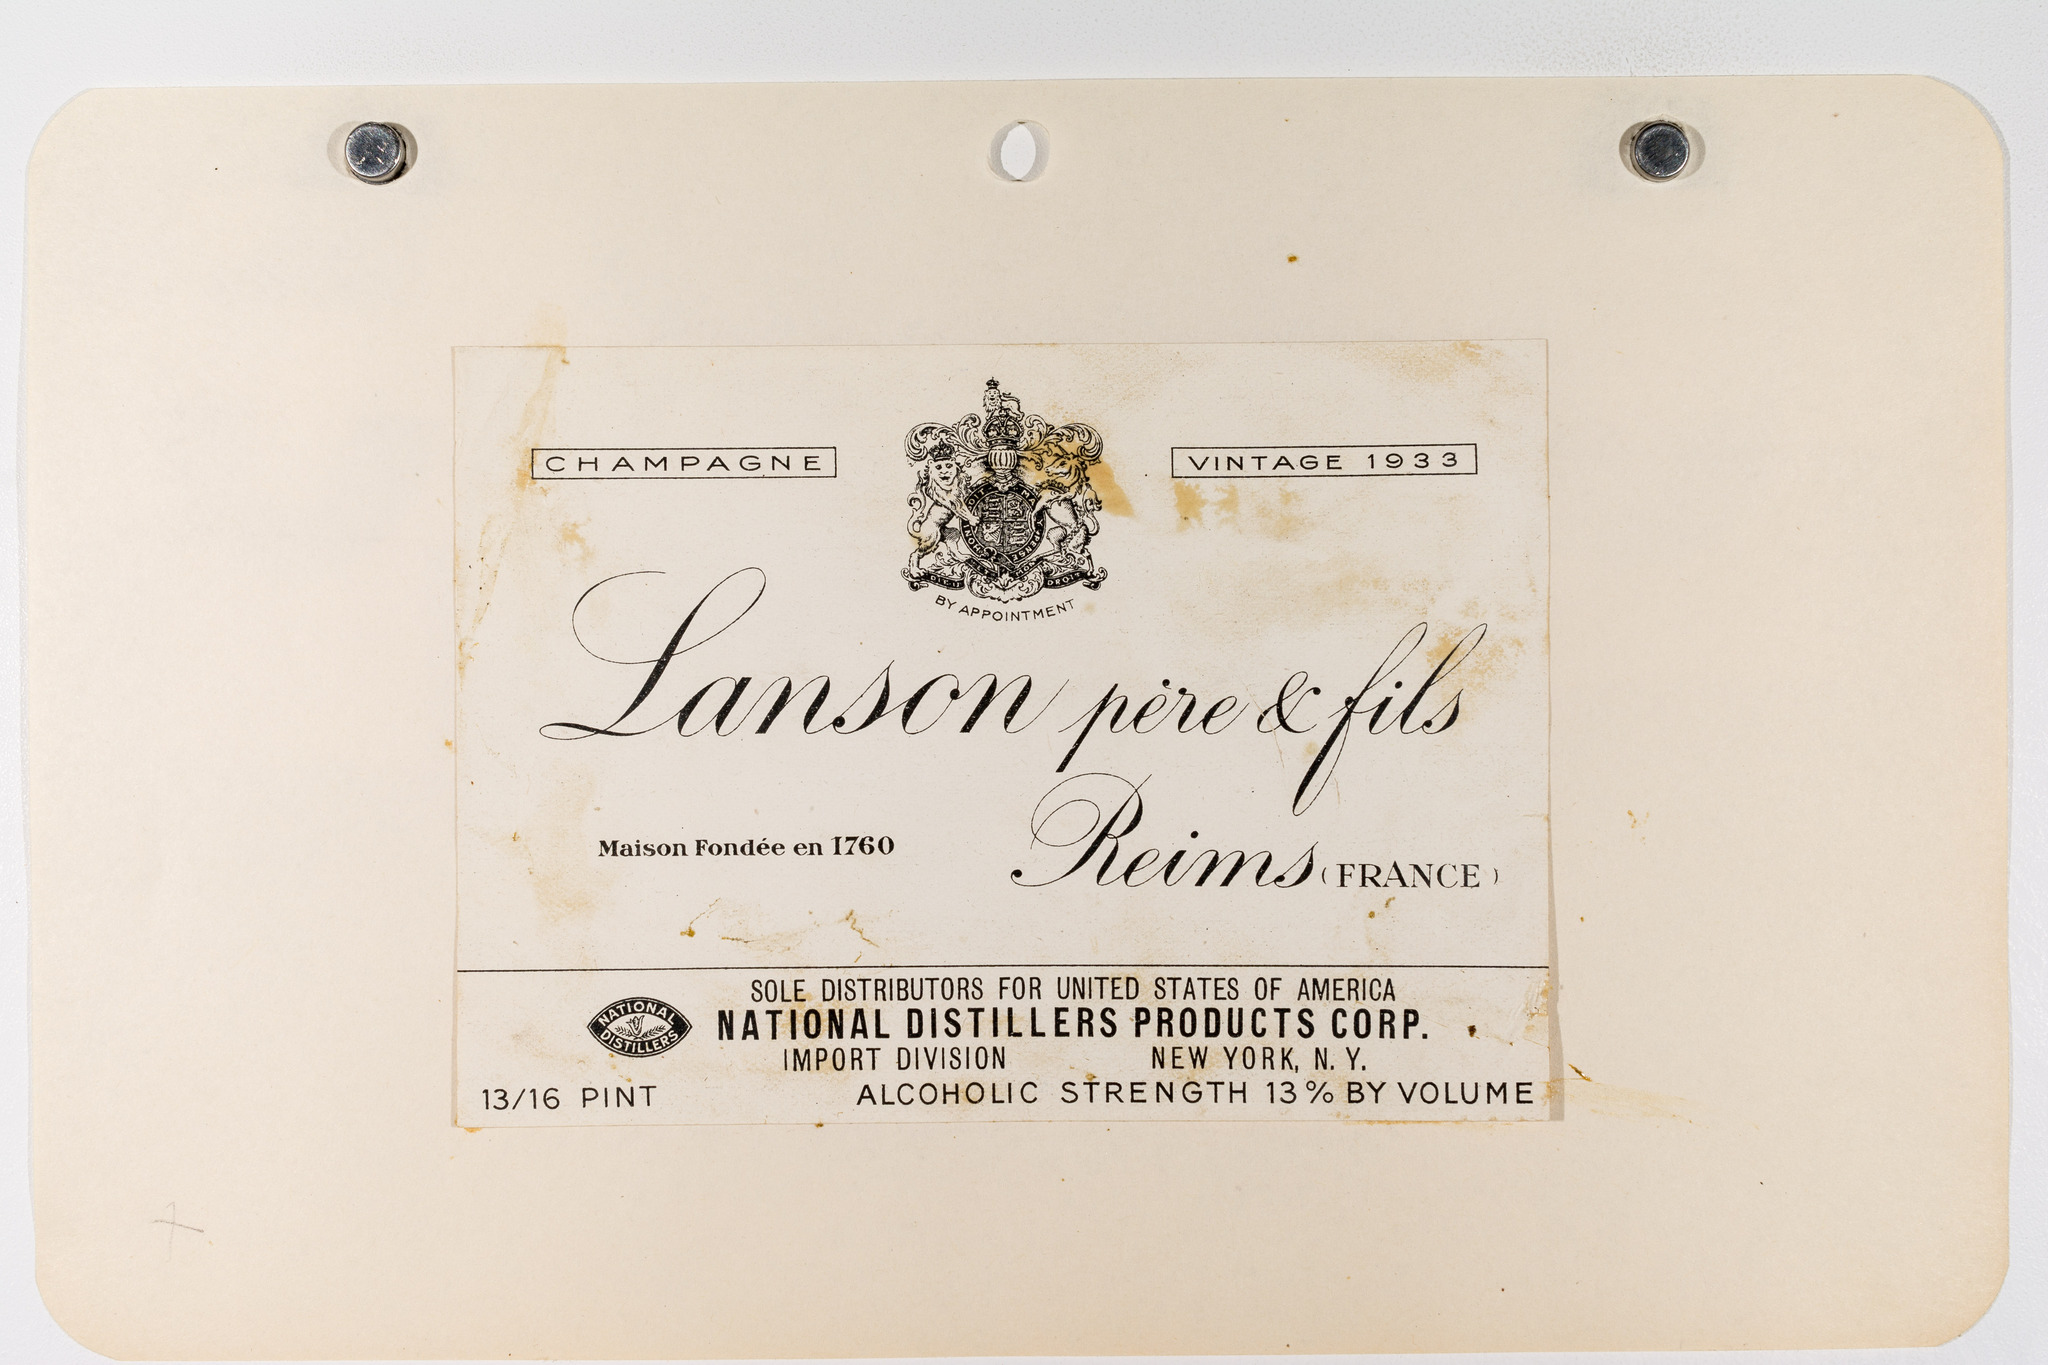 CHAMPAGNE
VINTAGE 1933
DIEU DROIT
BY APPOINTMENT
Lanson père & fils
Maison Fondée en 1760
Reims (FRANCE)
SOLE DISTRIBUTORS FOR UNITED STATES OF AMERICA
NATIONAL DISTILLERS
NATIONAL DISTILLERS PRODUCTS CORP.
IMPORT DIVISION NEW YORK, N. Y.
13/16 PINT
ALCOHOLIC STRENGTH 13% BY VOLUME